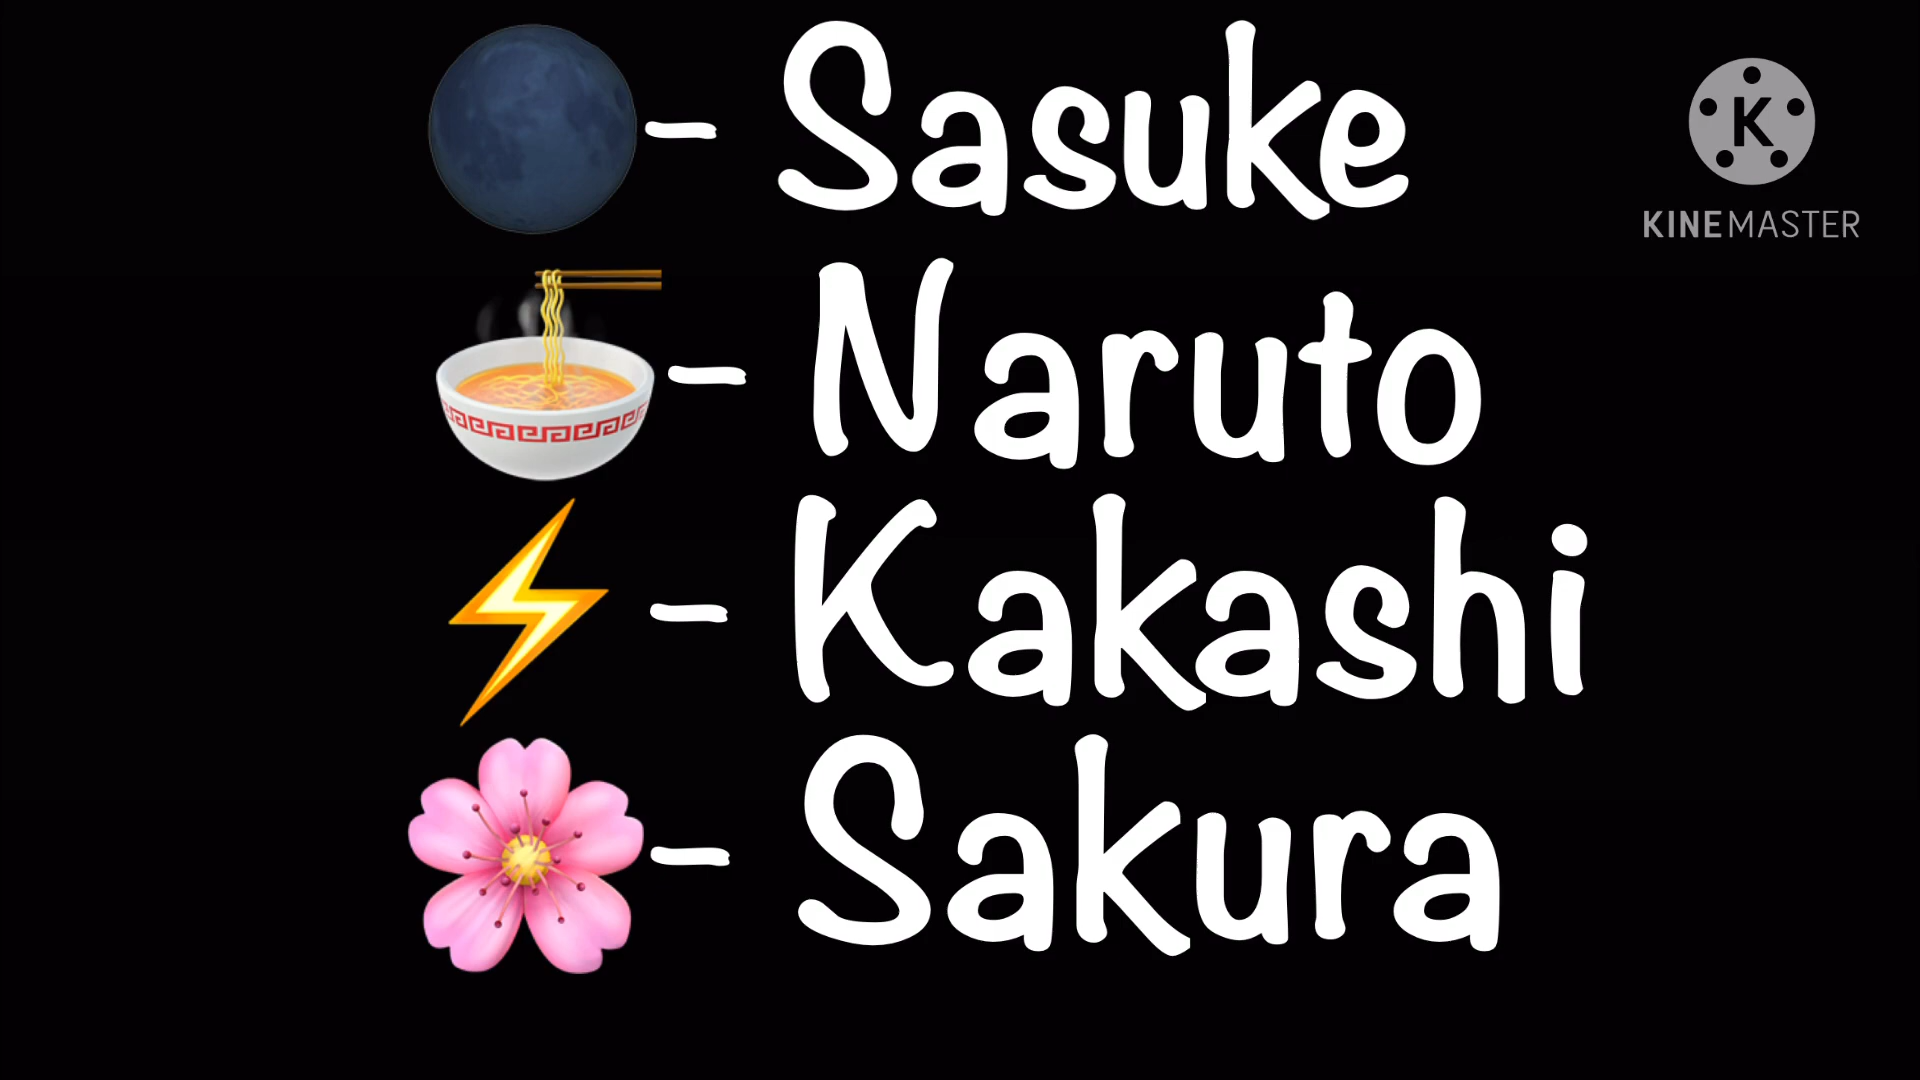 🌑- Sasuke
KINEMASTER
🍜- Naruto
⚡- Kakashi
🌸- Sakura